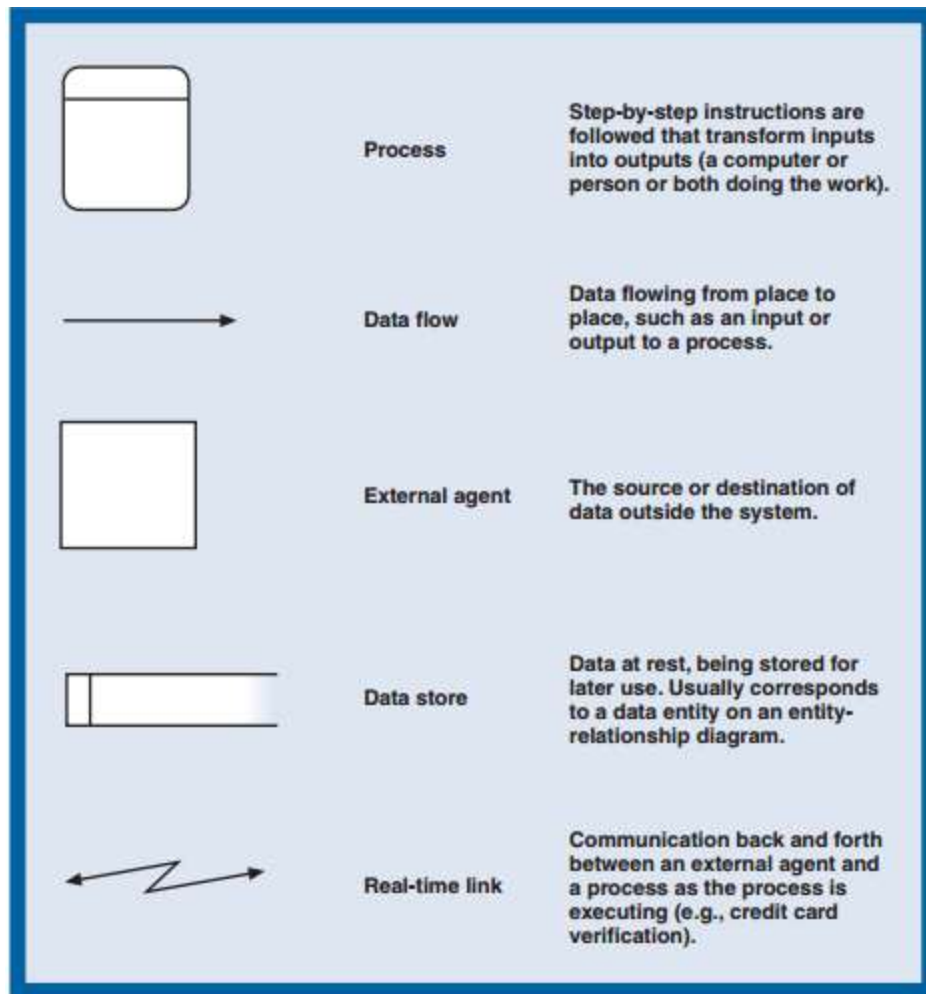 Process
Step-by-step instructions are
followed that transform inputs
into outputs (a computer or
person or both doing the work).
Data flow
Data flowing from place to
place, such as an input or
output to a process.
External agent
The source or destination of
data outside the system.
Data store
Data at rest, being stored for
later use. Usually corresponds
to a data entity on an entity-
relationship diagram.
Real-time link
Communication back and forth
between an external agent and
a process as the process is
executing (e.g., credit card
verification).